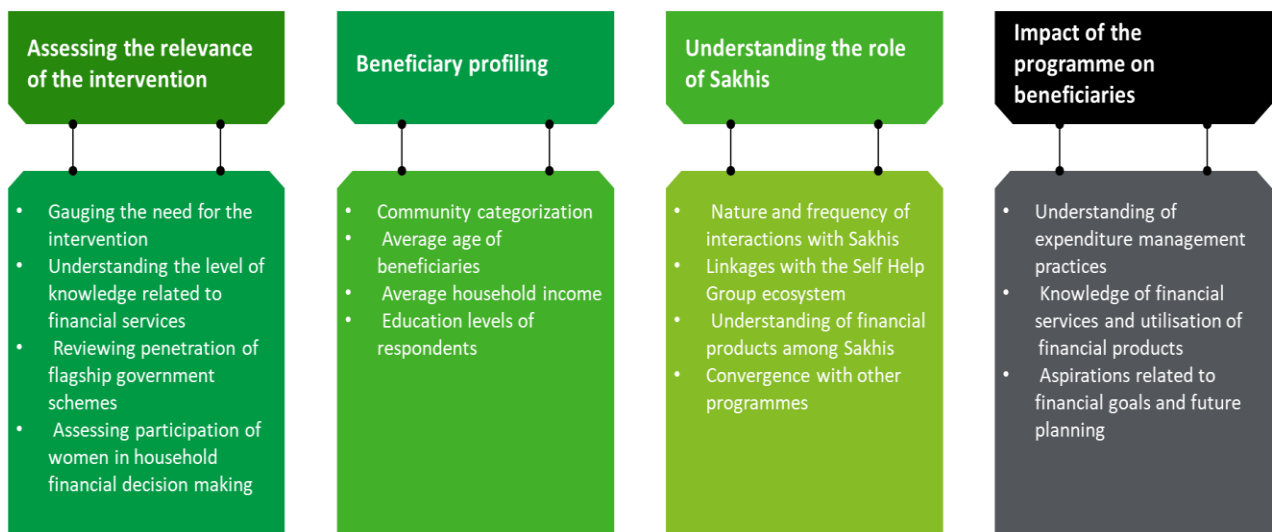 Assessing the relevance
of the intervention
• Gauging the need for the
intervention
• Understanding the level of
knowledge related to
financial services
• Reviewing penetration of
flagship government
schemes
• Assessing participation of
women in household
financial decision making
Beneficiary profiling
• Community categorization
• Average age of
beneficiaries
• Average household income
• Education levels of
respondents
Understanding the role
of Sakhis
• Nature and frequency of
interactions with Sakhis
• Linkages with the Self Help
Group ecosystem
• Understanding of financial
products among Sakhis
• Convergence with other
programmes
Impact of the
programme on
beneficiaries
• Understanding of
expenditure management
practices
• Knowledge of financial
services and utilisation of
financial products
• Aspirations related to
financial goals and future
planning